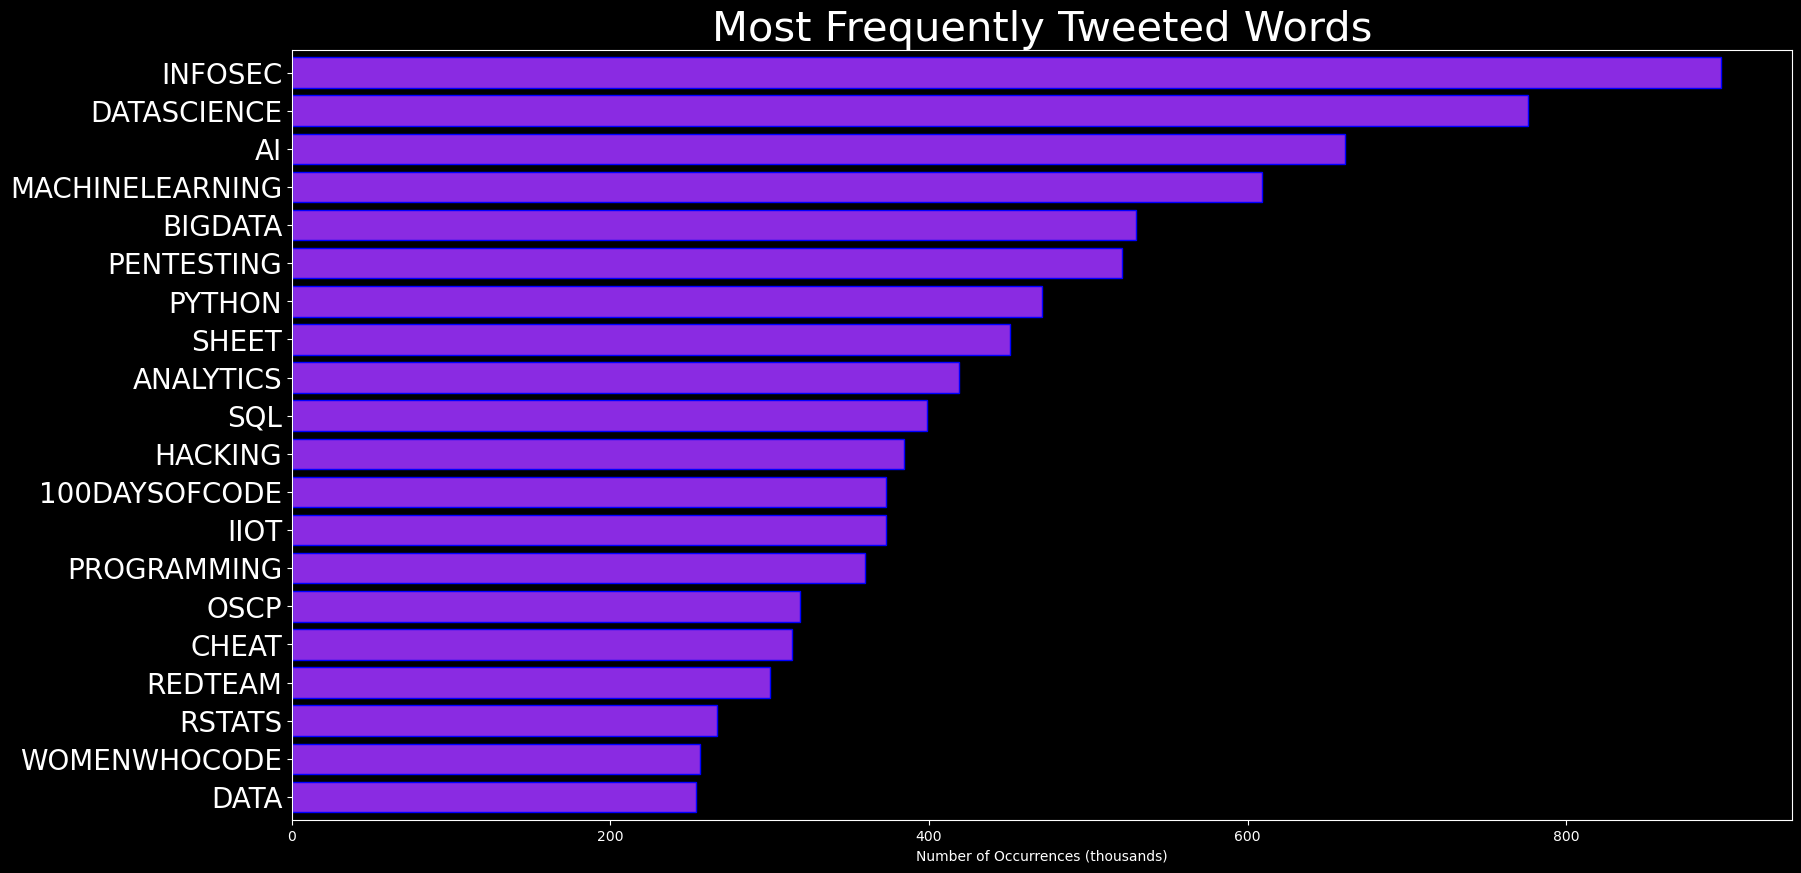 Most Frequently Tweeted Words
INFOSEC
DATASCIENCE
AI
MACHINELEARNING
BIGDATA
PENTESTING
PYTHON
SHEET
ANALYTICS
SQL
HACKING
100DAYSOFCODE
IIOT
PROGRAMMING
OSCP
CHEAT
REDTEAM
RSTATS
WOMENWHOCODE
DATA
0 200 400 600 800
Number of Occurrences (thousands)